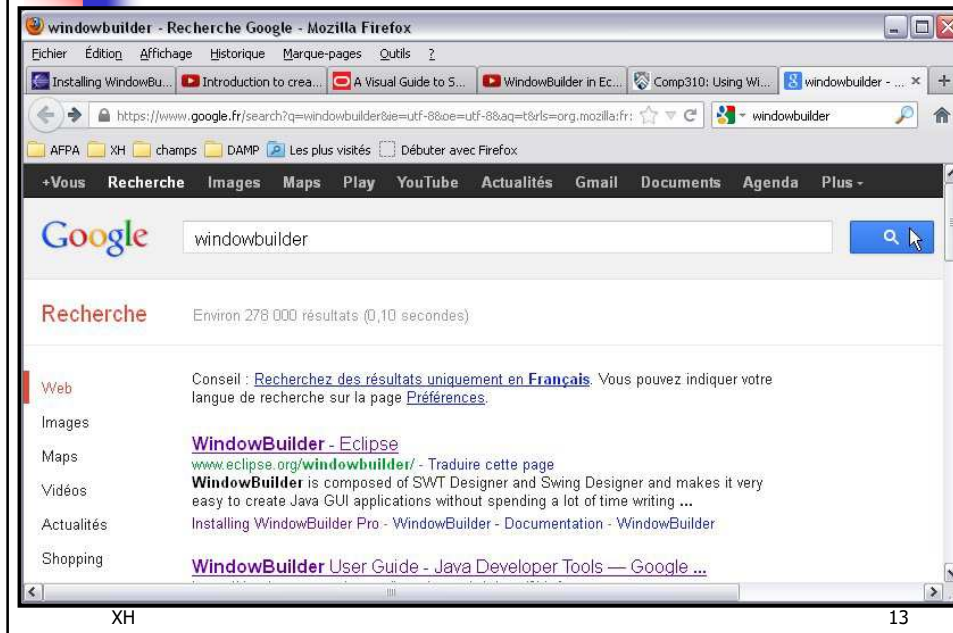 windowbuilder - Recherche Google - Mozilla Firefox
Fichier Édition Affichage Historique Marque-pages Outils ?
Installing WindowBu... Introduction to crea... A Visual Guide to S... WindowBuilder in Ec... Comp310: Using Wi... windowbuilder - ... × +
https://www.google.fr/search?q=windowbuilder&ie=utf-8&oe=utf-8&aq=t&rls=org.mozilla:fr: windowbuilder
AFPA XH champs DAMP Les plus visités Débuter avec Firefox
+Vous Recherche Images Maps Play YouTube Actualités Gmail Documents Agenda Plus
Google windowbuilder
Recherche Environ 278 000 résultats (0,10 secondes)
Web
Images
Maps
Vidéos
Actualités
Shopping
Conseil : Recherchez des résultats uniquement en Français. Vous pouvez indiquer votre
langue de recherche sur la page Préférences.
WindowBuilder - Eclipse
www.eclipse.org/windowbuilder/ - Traduire cette page
WindowBuilder is composed of SWT Designer and Swing Designer and makes it very
easy to create Java GUI applications without spending a lot of time writing ...
Installing WindowBuilder Pro - WindowBuilder - Documentation - WindowBuilder
WindowBuilder User Guide - Java Developer Tools — Google ...
XH 13